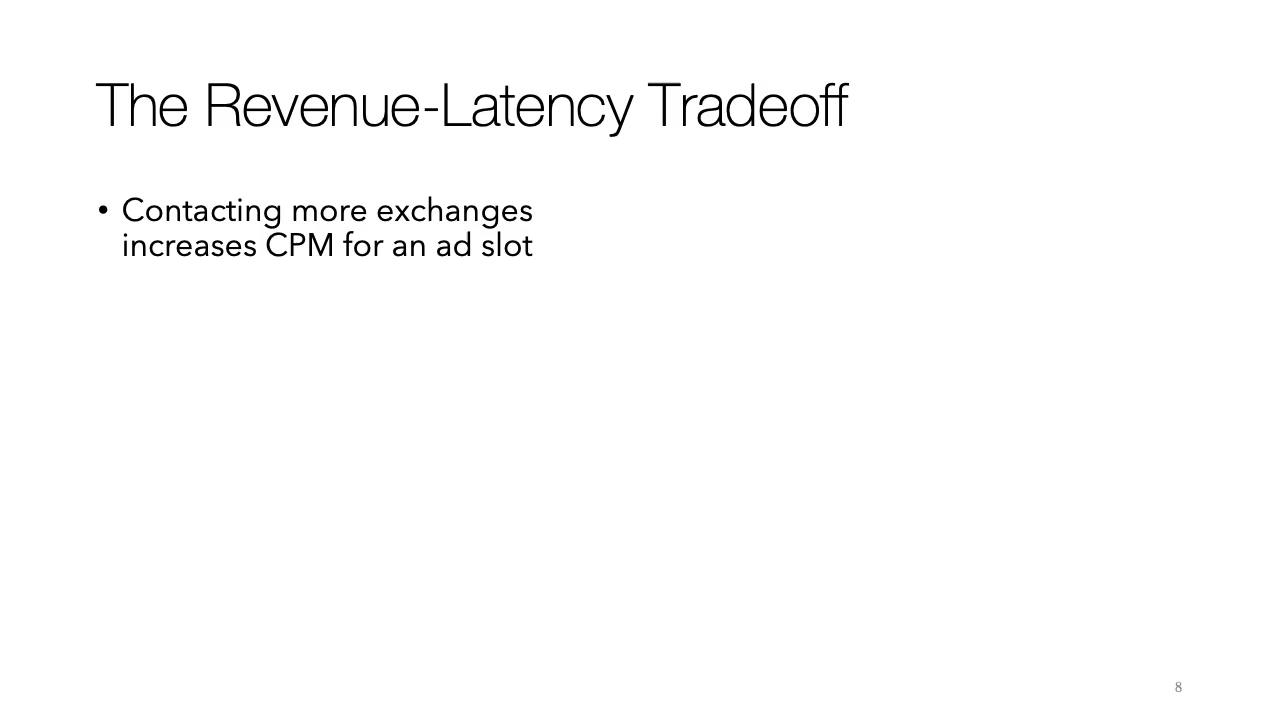 The Revenue-Latency Tradeoff
• Contacting more exchanges
increases CPM for an ad slot
8